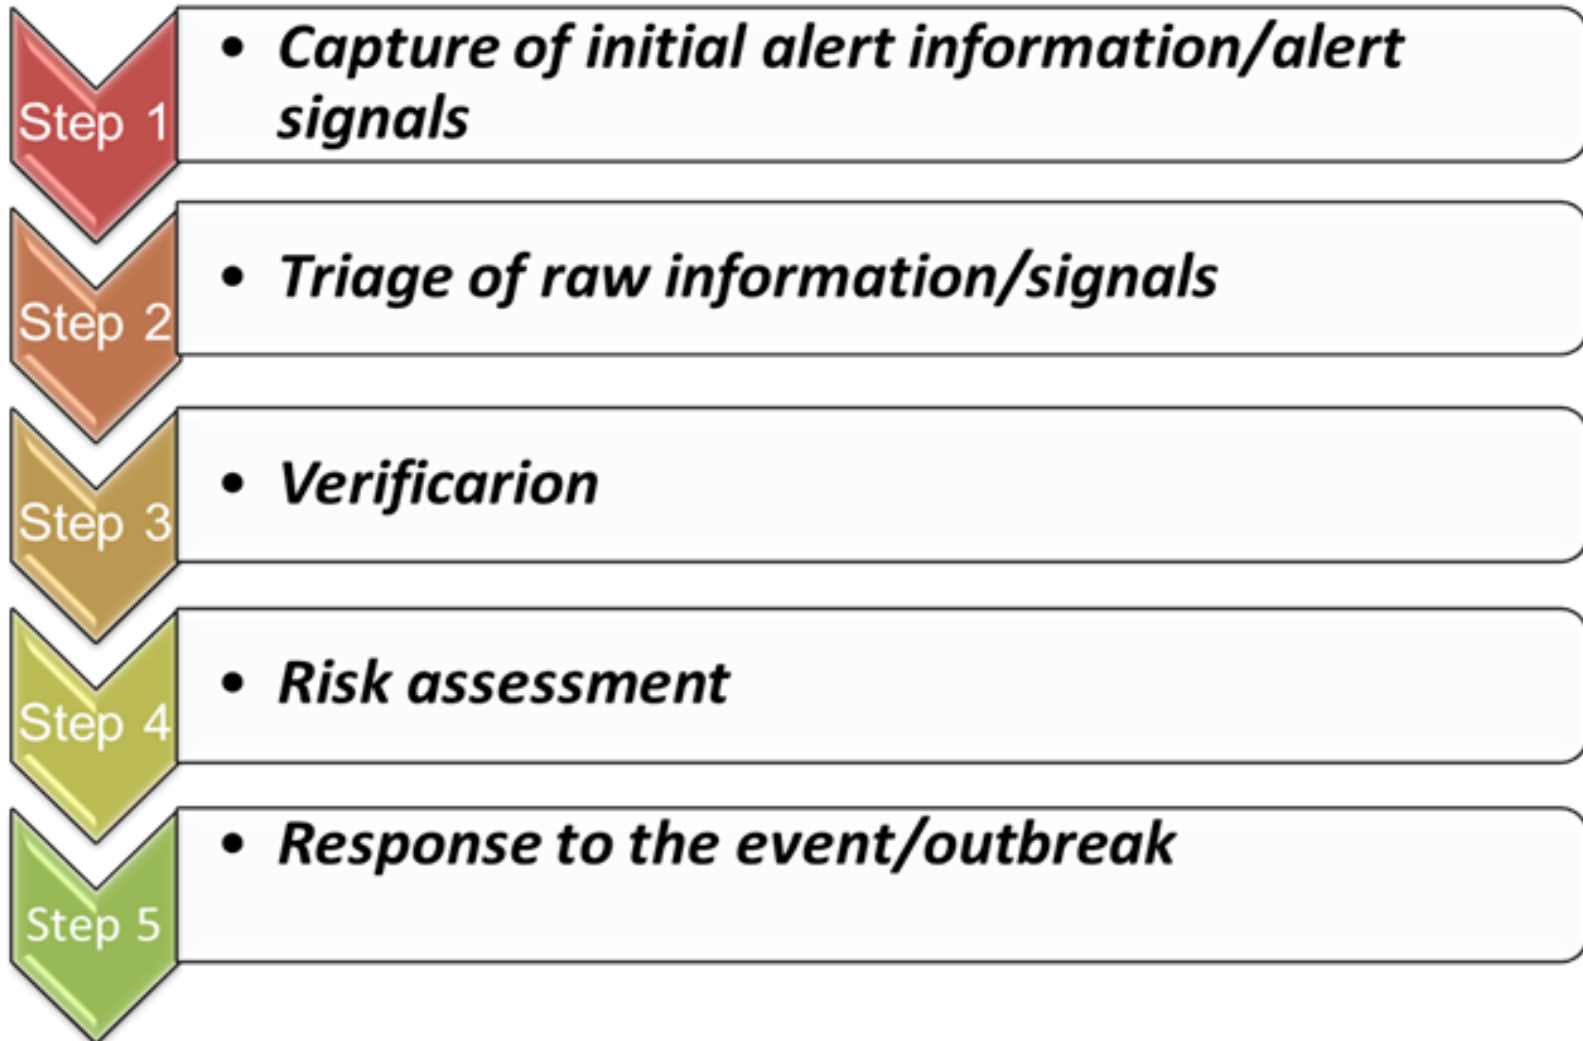 Step 1
• Capture of initial alert information/alert
signals
Step 2
• Triage of raw information/signals
Step 3
• Verificarion
Step 4
• Risk assessment
Step 5
• Response to the event/outbreak